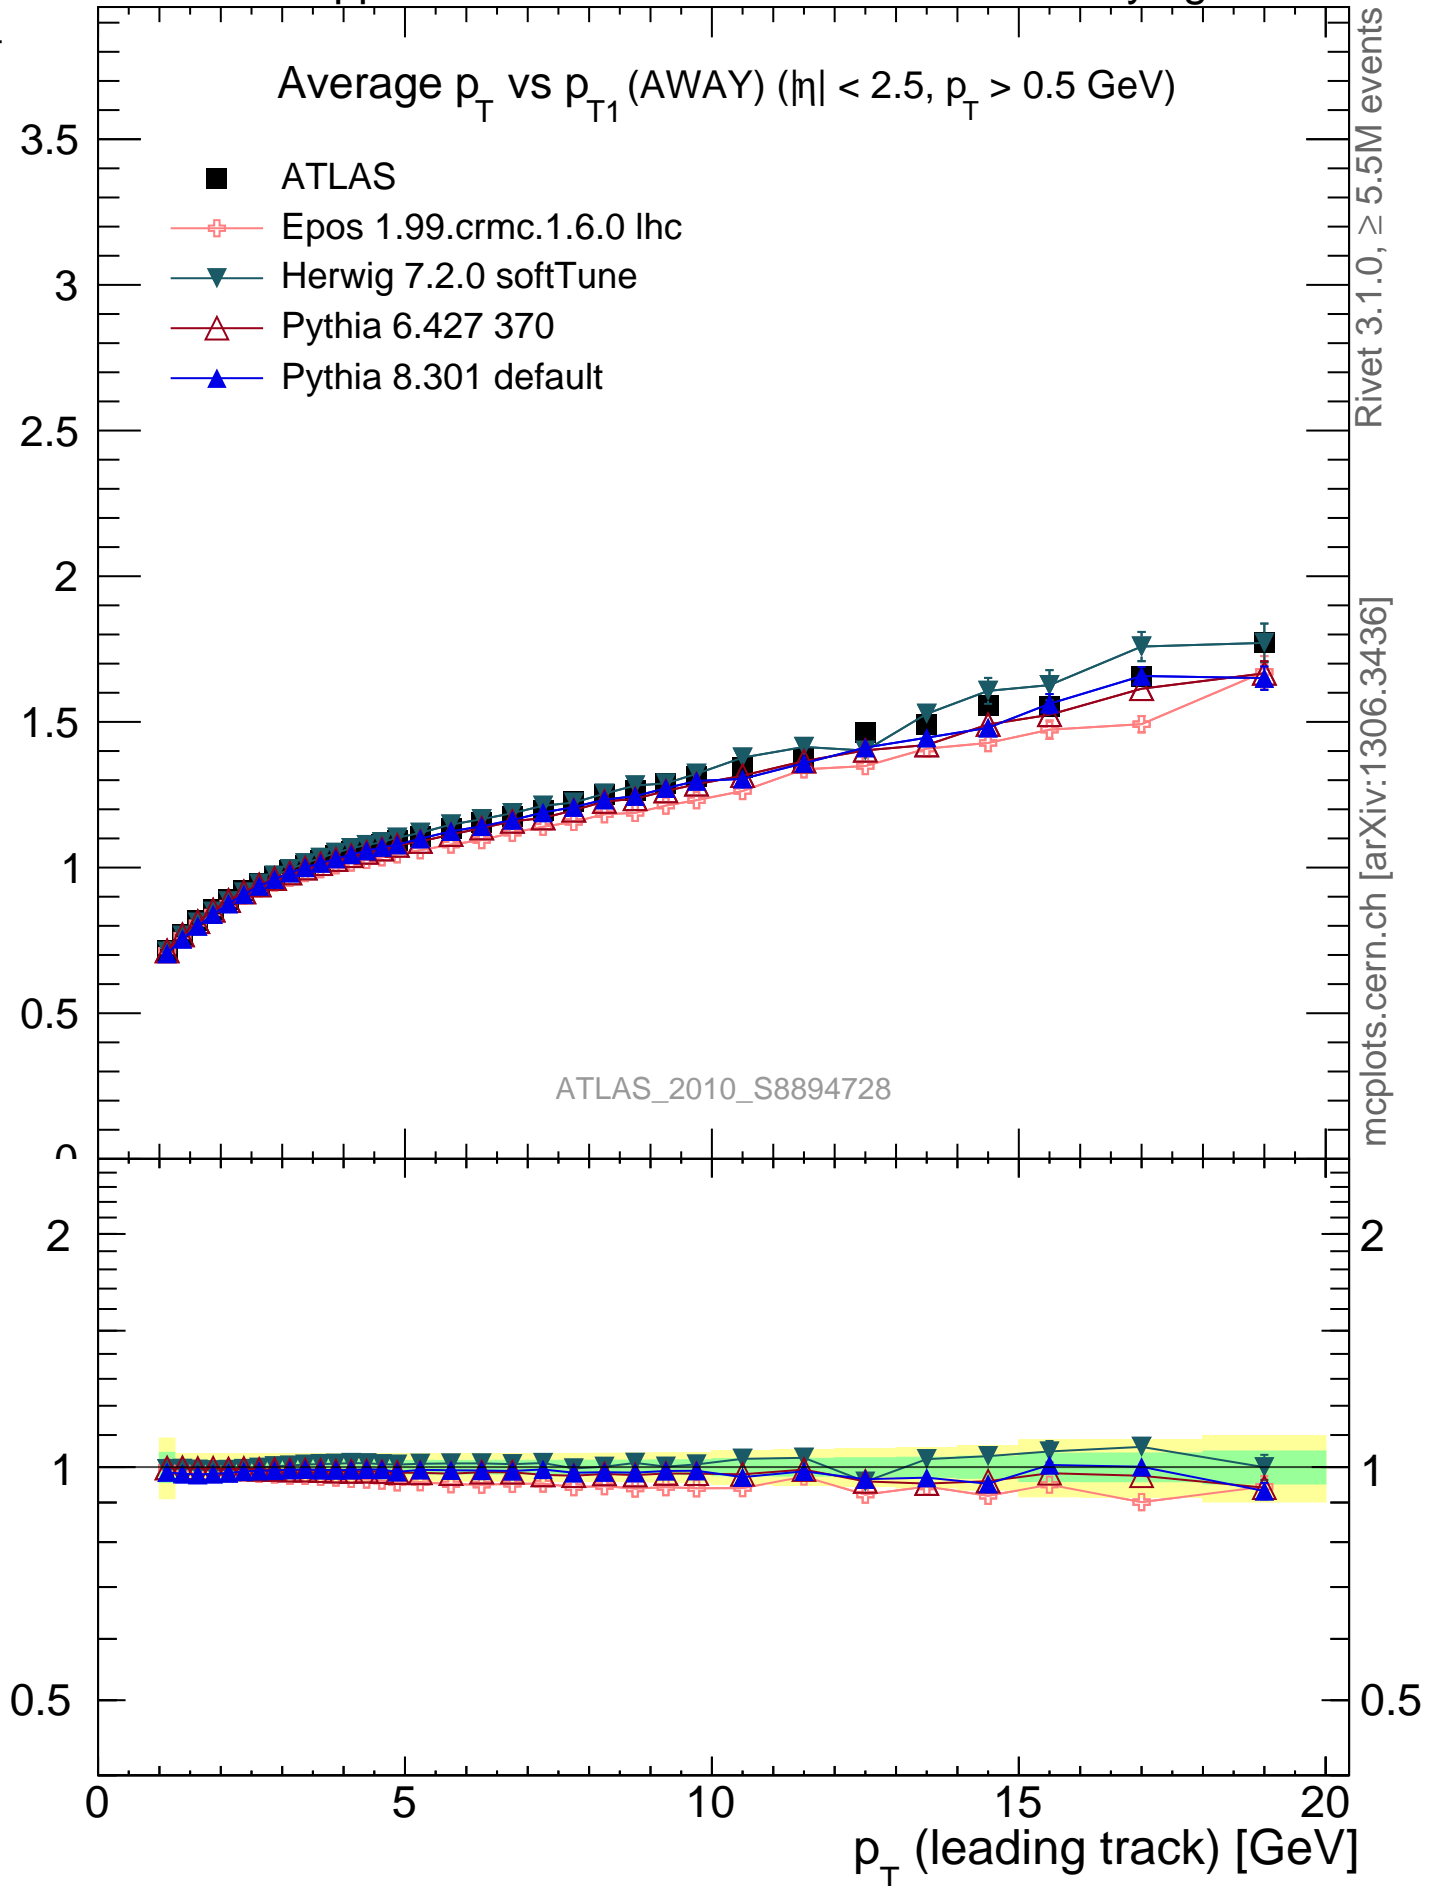 Average p_T vs p_T1 (AWAY) (|η| < 2.5, p_T > 0.5 GeV)
ATLAS
Epos 1.99.crmc.1.6.0 lhc
Herwig 7.2.0 softTune
Pythia 6.427 370
Pythia 8.301 default
3.5
3
2.5
2
1.5
1
0.5
0
ATLAS_2010_S8894728
Rivet 3.1.0, ≥ 5.5M events
mcplots.cern.ch [arXiv:1306.3436]
2
1
0.5
2
1
0.5
0
5
10
15
20
p_T (leading track) [GeV]